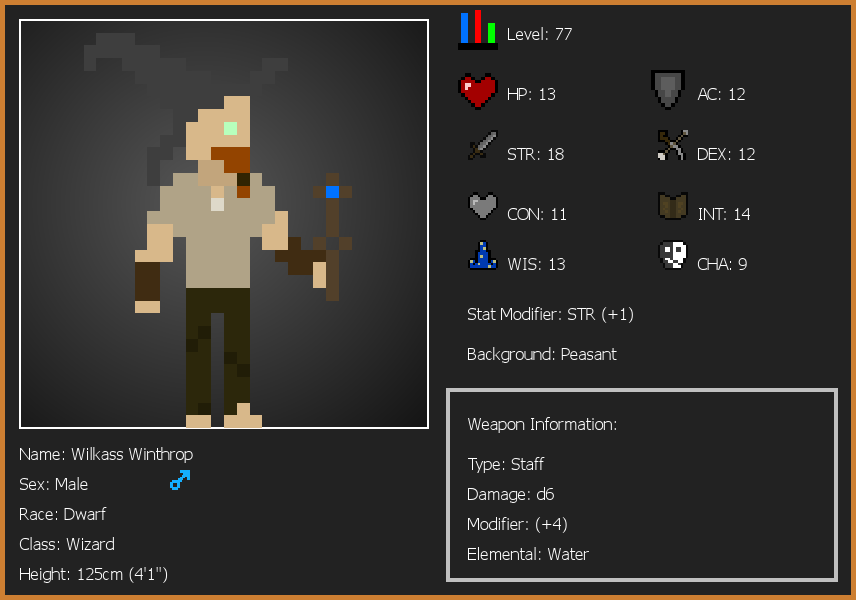 Level: 77
HP: 13
AC: 12
STR: 18
DEX: 12
CON: 11
INT: 14
WIS: 13
CHA: 9
Stat Modifier: STR (+1)
Background: Peasant
Weapon Information:
Type: Staff
Damage: d6
Modifier: (+4)
Elemental: Water
Name: Wilkass Winthrop
Sex: Male
Race: Dwarf
Class: Wizard
Height: 125cm (4'1")